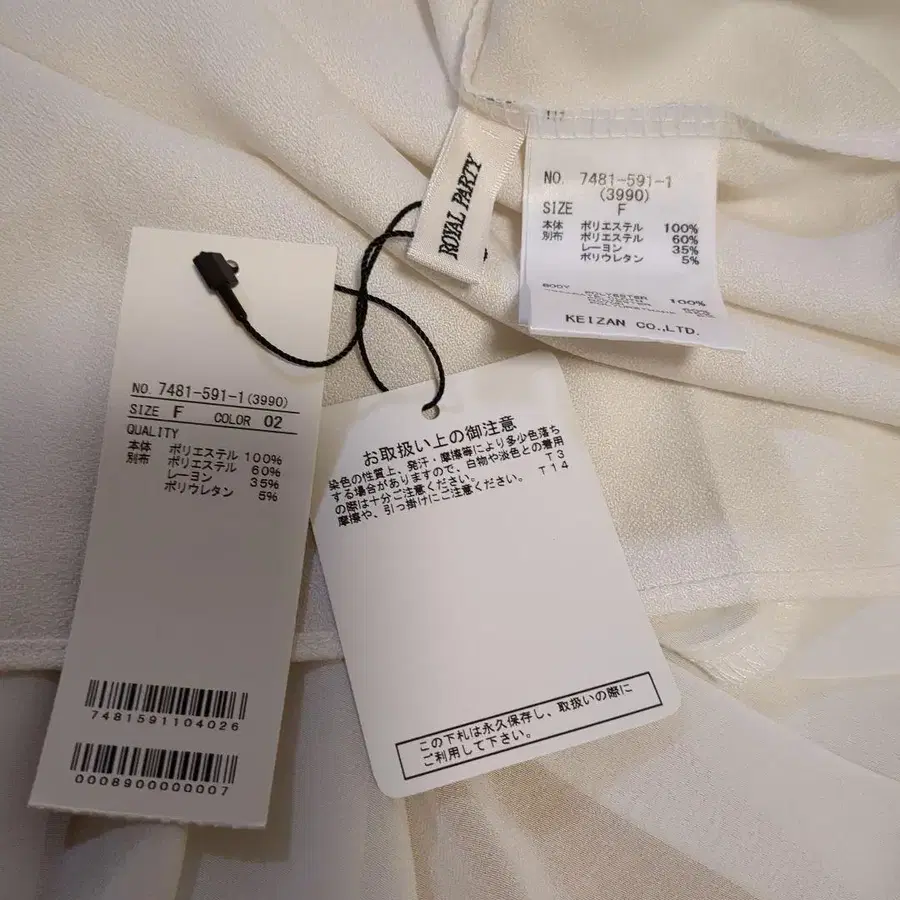 ROYAL PARTY
NO. 7481-591-1
(3990)
SIZE F
本体 ポリエステル 100%
別布 ポリエステル 60%
レーヨン 35%
ポリウレタン 5%
BODY POLYESTER 100%
KEIZAN CO.,LTD.
NO. 7481-591-1(3990)
SIZE F COLOR 02
QUALITY
本体 ポリエステル 100%
別布 ポリエステル 60%
レーヨン 35%
ポリウレタン 5%
7481591104026
0008900000007
お取扱い上の御注意
染色の性質上、発汗・摩擦等により多少色落ち
する場合がありますので、白物や淡色との着用
の際は十分ご注意ください。 T3
摩擦や、引っ掛けにご注意ください。 T14
この下札は永久保存し、取扱いの際に
ご利用して下さい。